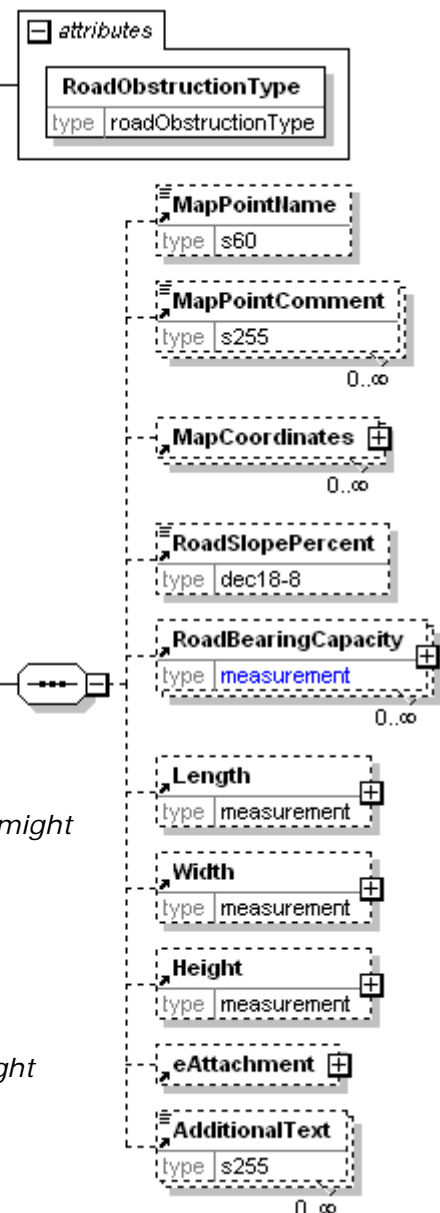 attributes
RoadObstructionType
type roadObstructionType
MapPointName
type s60
MapPointComment
type s255
0..∞
MapCoordinates
0..∞
RoadSlopePercent
type dec18-8
RoadBearingCapacity
type measurement
0..∞
Length
type measurement
might
Width
type measurement
Height
type measurement
eAttachment
AdditionalText
type s255
0..∞